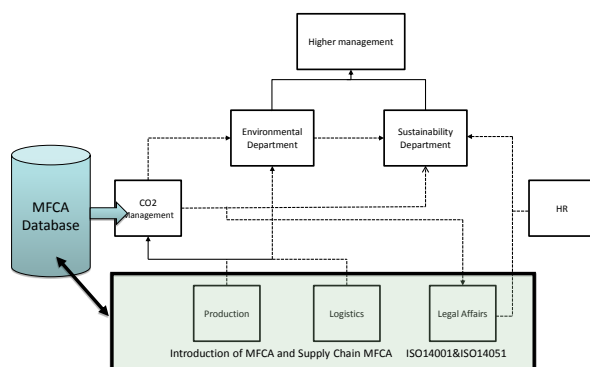 Higher management
Environmental
Department
Sustainability
Department
MFCA
Database
CO2
Management
HR
Production
Logistics
Legal Affairs
Introduction of MFCA and Supply Chain MFCA
ISO14001&ISO14051